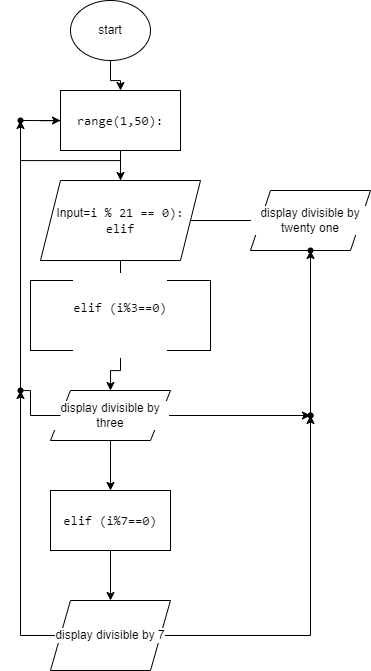 start
range(1,50):
Input=i % 21 == 0):
elif
display divisible by
twenty one
elif (i%3==0)
display divisible by
three
elif (i%7==0)
display divisible by 7